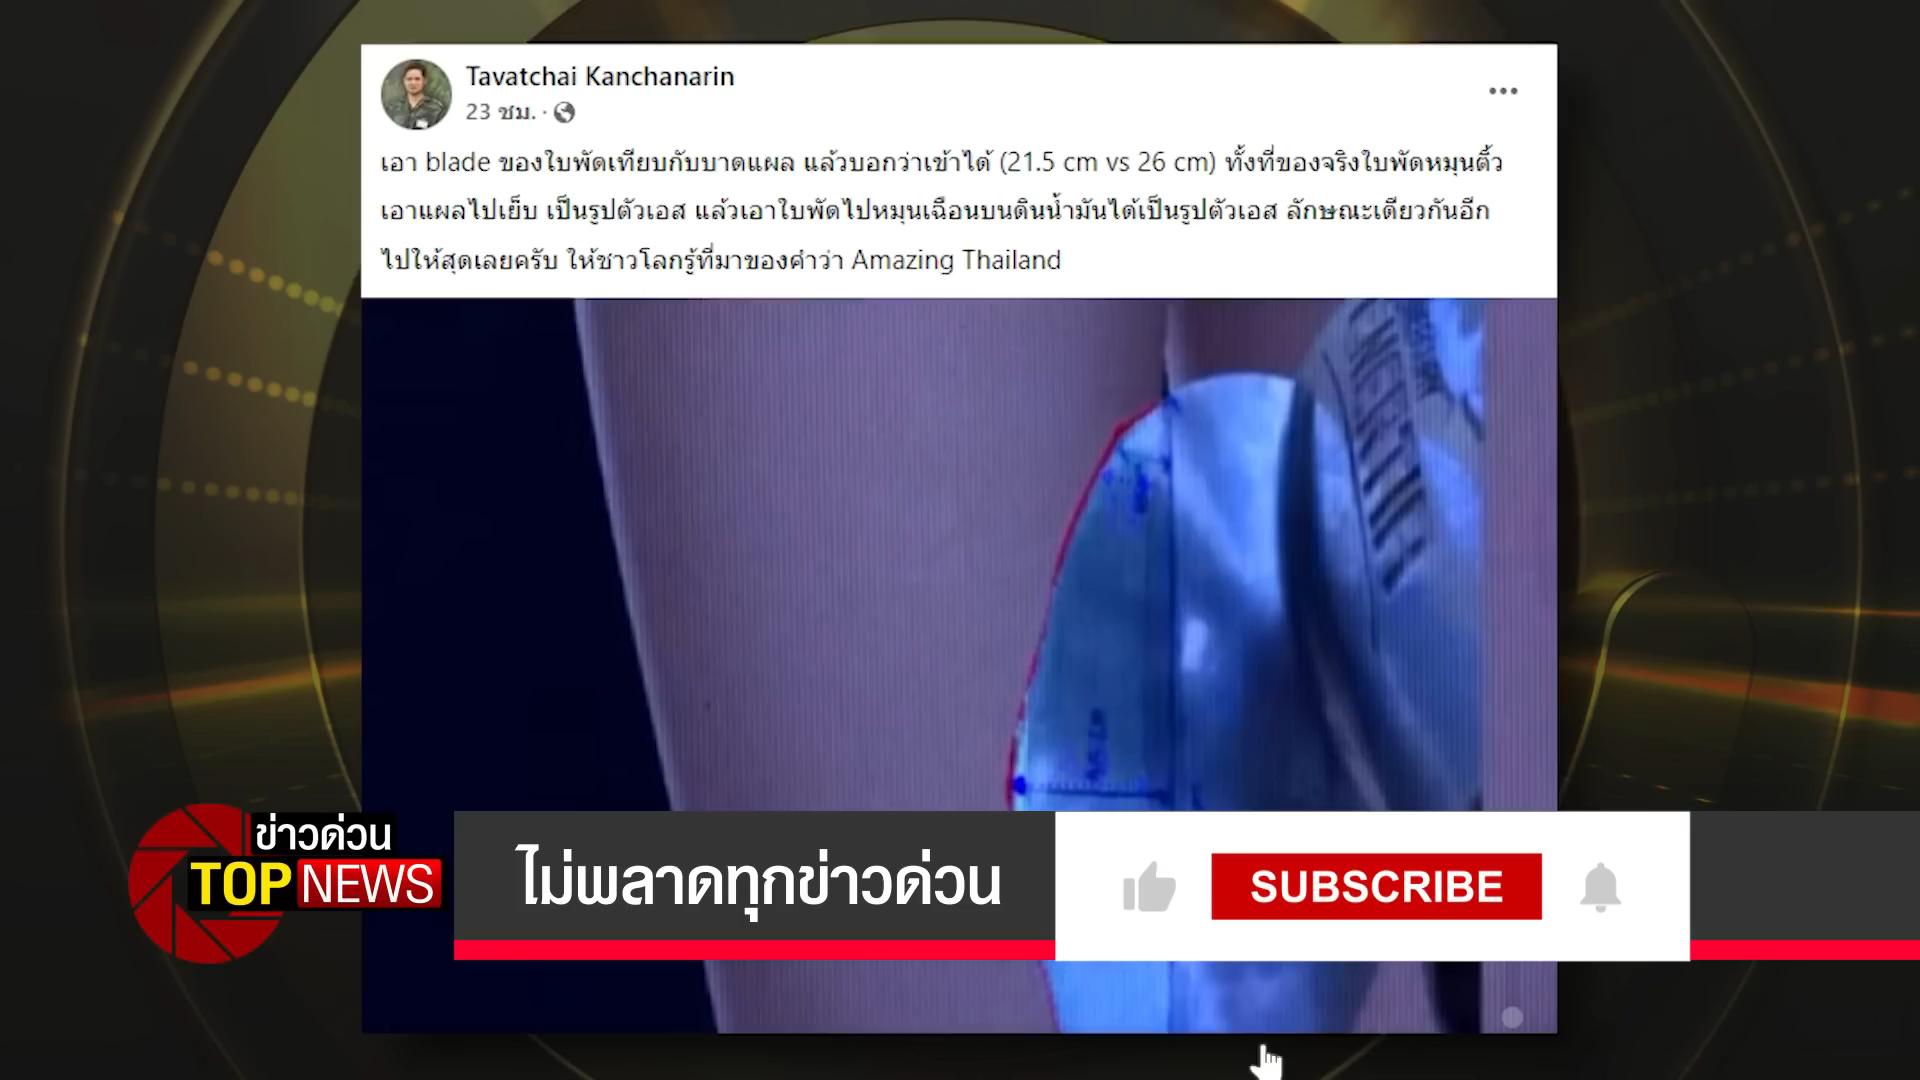 Tavatchai Kanchanarin
23 ชม. ·
เอา blade ของใบพัดเทียบกับบาดแผล แล้วบอกว่าเข้าได้ (21.5 cm vs 26 cm) ทั้งที่ของจริงใบพัดหมุนติ้ว
เอาแผลไปเย็บ เป็นรูปตัวเอส แล้วเอาใบพัดไปหมุนเฉือนบนดินน้ำมันได้เป็นรูปตัวเอส ลักษณะเดียวกันอีก
ไปให้สุดเลยครับ ให้ชาวโลกรู้ที่มาของคำว่า Amazing Thailand
ข่าวด่วน
TOP NEWS
ไม่พลาดทุกข่าวด่วน
SUBSCRIBE